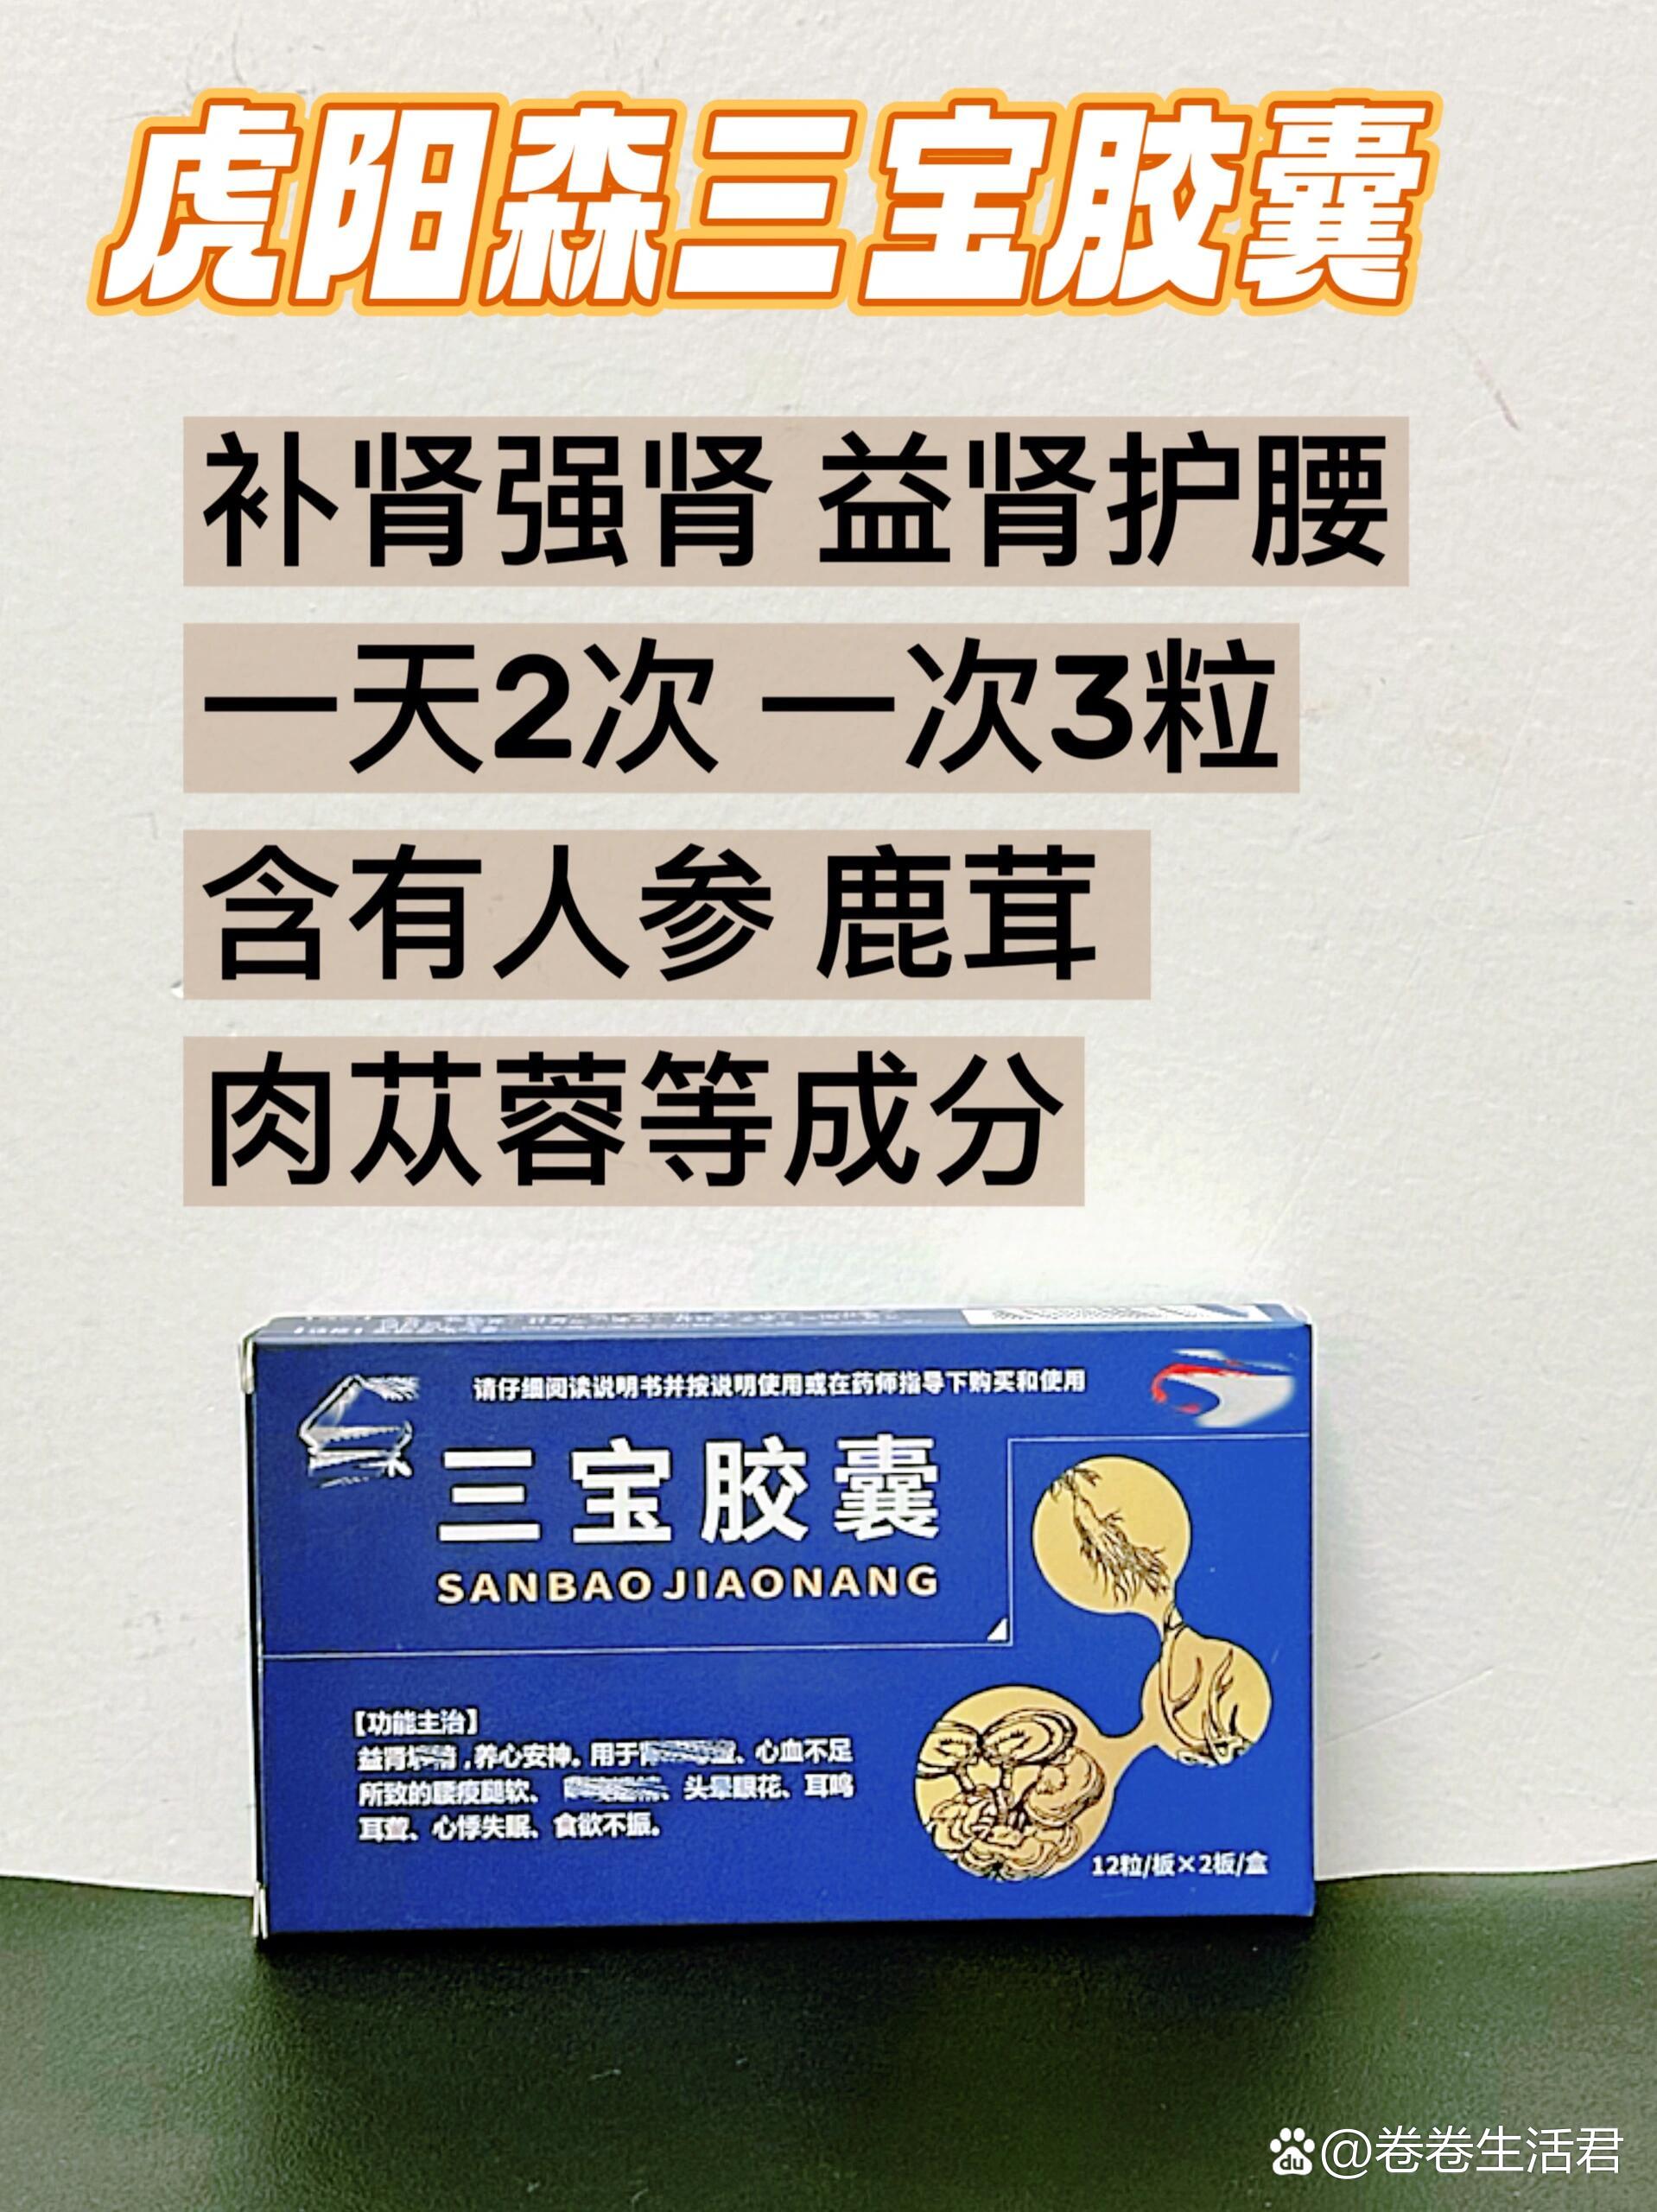 虎阳森三宝胶囊
补肾强肾 益肾护腰
一天2次 一次3粒
含有人参 鹿茸
肉苁蓉等成分
请仔细阅读说明书并按说明使用或在药师指导下购买和使用
三宝胶囊
SANBAO JIAONANG
【功能主治】
益肾,养心安神。用于、心血不足
所致的腰痠腿软、、头晕眼花、耳鸣
耳聋、心悸失眠、食欲不振。
12粒/板×2板/盒
du @卷卷生活君